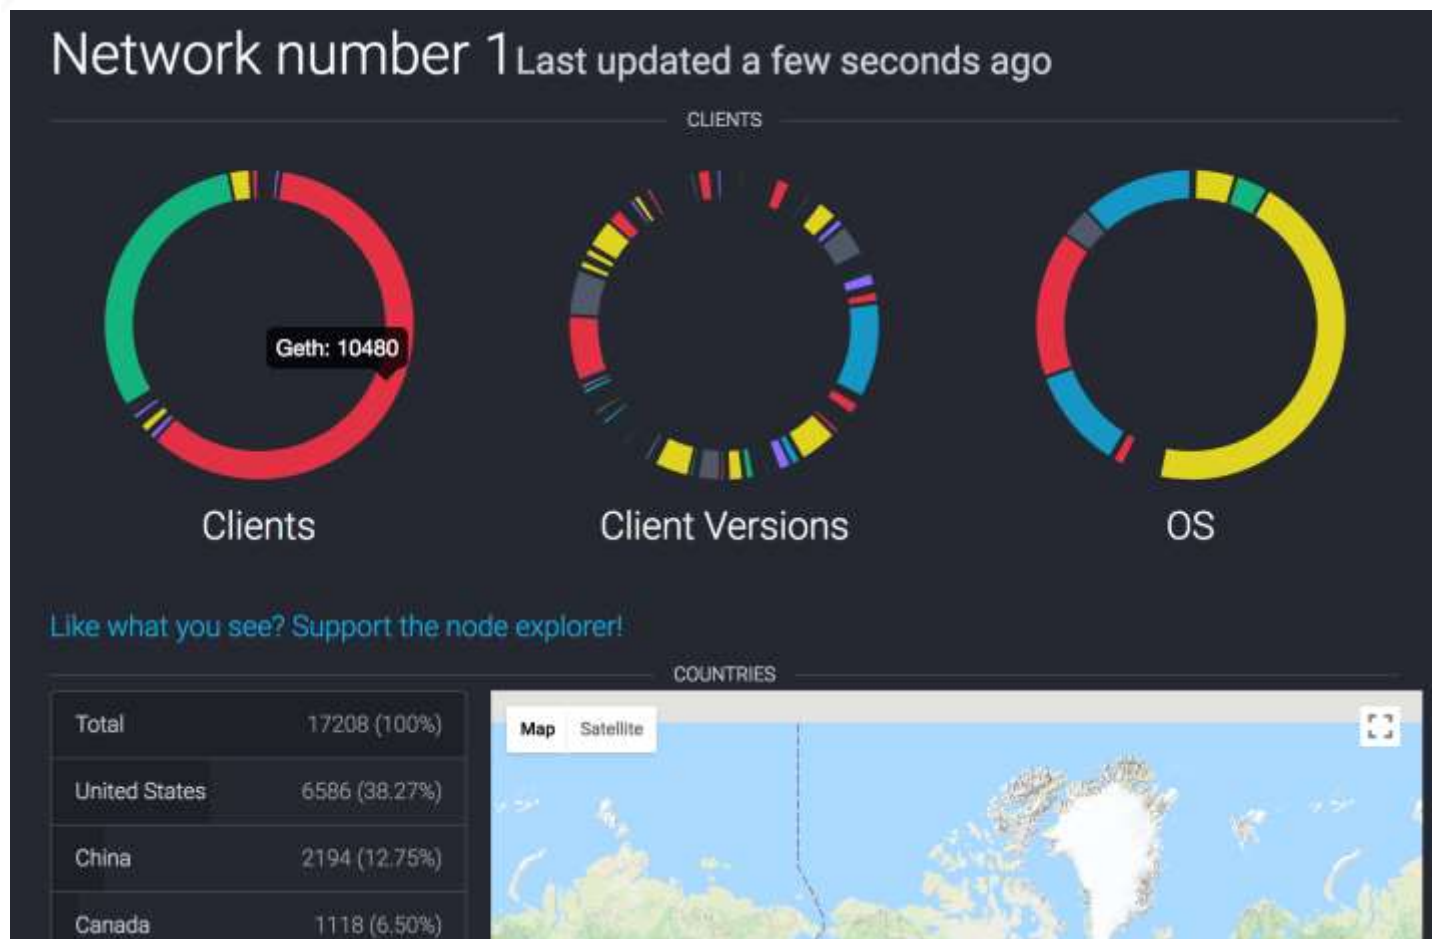 Network number 1 Last updated a few seconds ago
CLIENTS
Geth: 10480
Clients
Client Versions
OS
Like what you see? Support the node explorer!
COUNTRIES
Total 17208 (100%)
United States 6586 (38.27%)
China 2194 (12.75%)
Canada 1118 (6.50%)
Map Satellite